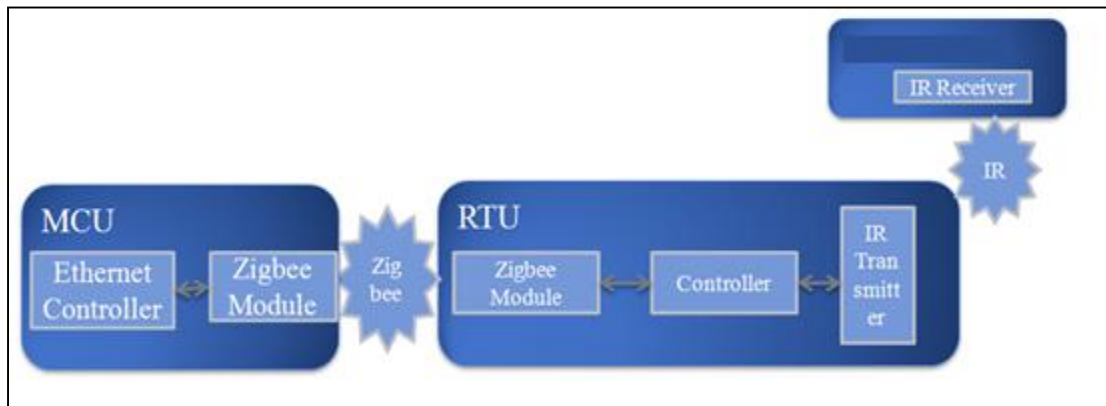 IR Receiver
IR
MCU
Ethernet
Controller
Zigbee
Module
Zig
bee
RTU
Zigbee
Module
Controller
IR
Tran
smitt
er